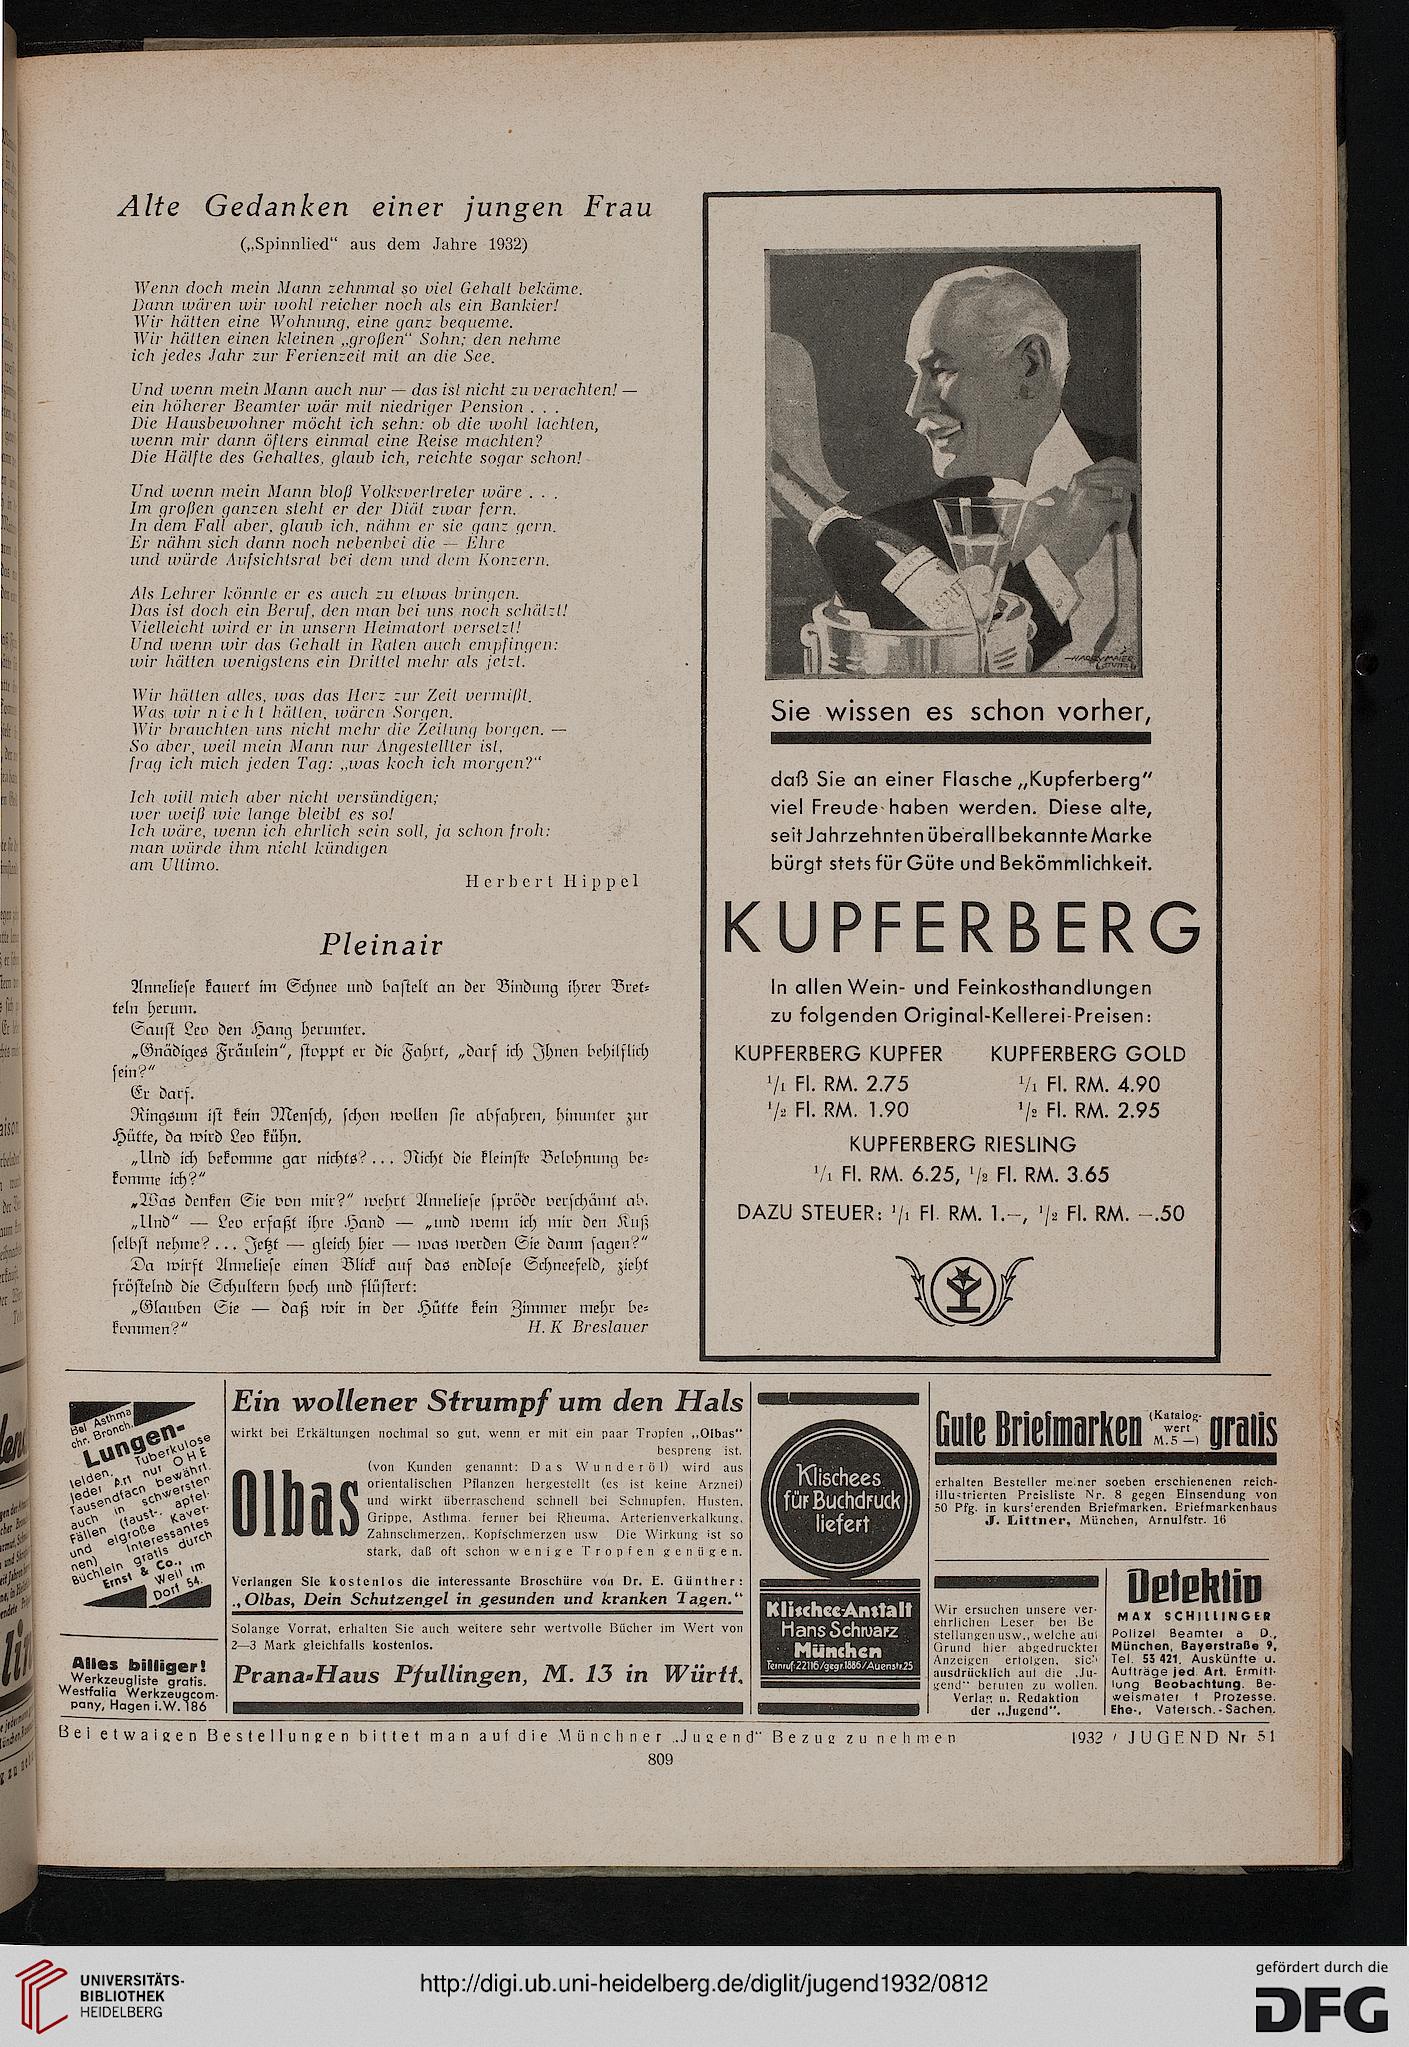 Alte Gedanken einer jungen Frau
(„Spinnlied“ aus dem Jahre 1932)
Wenn doch mein Mann zehnmal so viel Gehalt bekäme.
Dann wären wir wohl reicher noch als ein Bankier!
Wir hätten eine Wohnung, eine ganz bequeme.
Wir hätten einen kleinen „großen“ Sohn; den nehme
ich jedes Jahr zur Ferienzeit mit an die See.
Und wenn mein Mann auch nur — das ist nicht zu verachten! —
ein höherer Beamter wär mit niedriger Pension . . .
Die Hausbewohner möcht ich sehn: ob die wohl lachten,
wenn mir dann öfters einmal eine Reise machten?
Die Hälfte des Gehaltes, glaub ich, reichte sogar schon!
Und wenn mein Mann bloß Volksvertreter wäre . . .
Im großen ganzen steht er der Diät zwar fern.
In dem Fall aber, glaub ich, nähm er sie ganz gern.
Er nähm sich dann noch nebenbei die — Ehre
und würde Aufsichtsrat bei dem und dem Konzern.
Als Lehrer könnte er es auch zu etwas bringen.
Das ist doch ein Beruf, den man bei uns noch schätzt!
Vielleicht wird er in unsern Heimatort versetzt!
Und wenn wir das Gehalt in Raten auch empfingen:
wir hätten wenigstens ein Drittel mehr als jetzt.
Wir hätten alles, was das Herz zur Zeit vermißt.
Was wir nicht hätten, wären Sorgen.
Wir brauchten uns nicht mehr die Zeitung borgen. —
So aber, weil mein Mann nur Angestellter ist,
frag ich mich jeden Tag: „was koch ich morgen?“
Ich will mich aber nicht versündigen;
wer weiß wie lange bleibt es so!
Ich wäre, wenn ich ehrlich sein soll, ja schon froh:
man würde ihm nicht kündigen
am Ultimo.
Herbert Hippel
Pleinair
Anneliese kauert im Schnee und bastelt an der Bindung ihrer Bret-
teln herum.
Saust Leo den Hang herunter.
„Gnädiges Fräulein“, stoppt er die Fahrt, „darf ich Ihnen behilflich
sein?“
Er darf.
Ringsum ist kein Mensch, schon wollen sie abfahren, hinunter zur
Hütte, da wird Leo kühn.
„Und ich bekomme gar nichts? ... Nicht die kleinste Belohnung be-
komme ich?“
„Was denken Sie von mir?“ wehrt Anneliese spröde verschämt ab.
„Und“ — Leo erfaßt ihre Hand — „und wenn ich mir den Kuß
selbst nehme? ... Jetzt — gleich hier — was werden Sie dann sagen?“
Da wirft Anneliese einen Blick auf das endlose Schneefeld, zieht
fröstelnd die Schultern hoch und flüstert:
„Glauben Sie — daß wir in der Hütte kein Zimmer mehr be-
kommen?“
H. K Breslauer
Sie wissen es schon vorher,
daß Sie an einer Flasche „Kupferberg“
viel Freude haben werden. Diese alte,
seit Jahrzehnten überall bekannte Marke
bürgt stets für Güte und Bekömmlichkeit.
KUPFERBERG
In allen Wein- und Feinkosthandlungen
zu folgenden Original-Kellerei-Preisen:
KUPFERBERG KUPFER KUPFERBERG GOLD
1/1 Fl. RM. 2.75 1/1 Fl. RM. 4.90
1/2 Fl. RM. 1.90 1/2 Fl. RM. 2.95
KUPFERBERG RIESLING
1/1 Fl. RM. 6.25, 1/2 Fl. RM. 3.65
DAZU STEUER: 1/1 Fl. RM. 1.—, 1/2 Fl. RM. —.50
Bei Asthma
chr. Bronch.
Lungen-
leiden, Tuberkulose
jeder Art nur OHE
Tausendfach bewährt.
auch in schwersten
Fällen (faust-, apfel-
und eigroße Kaver-
nen) Interessantes
Büchlein gratis durch
Ernst & Co.,
Weil im
Dorf 54.
Alles billiger!
Werkzeugliste gratis.
Westfalia Werkzeugcom-
pany, Hagen i.W. 186
Ein wollener Strumpf um den Hals
wirkt bei Erkältungen nochmal so gut, wenn er mit ein paar Tropfen „Olbas“
besprengt ist.
Olbas
(von Kunden genannt: Das Wunderöl) wird aus
orientalischen Pflanzen hergestellt (es ist keine Arznei)
und wirkt überraschend schnell bei Schnupfen, Husten,
Grippe, Asthma, ferner bei Rheuma, Arterienverkalkung,
Zahnschmerzen, Kopfschmerzen usw Die Wirkung ist so
stark, daß oft schon wenige Tropfen genügen.
Verlangen Sie kostenlos die interessante Broschüre von Dr. E. Günther:
„Olbas, Dein Schutzengel in gesunden und kranken Tagen.“
Solange Vorrat, erhalten Sie auch weitere sehr wertvolle Bücher im Wert von
2—3 Mark gleichfalls kostenlos.
Prana-Haus Pfullingen, M. 13 in Württ.
Klischees
für Buchdruck
liefert
Klischee-Anstalt
Hans Schwarz
München
Telnruf:22116/gegr.1886/Auenstr.25
Gute Briefmarken (Katalog-
wert
M. 5 —) gratis
erhalten Besteller meiner soeben erschienenen reich-
illustrierten Preisliste Nr. 8 gegen Einsendung von
50 Pfg. in kursierenden Briefmarken. Briefmarkenhaus
J. Littner, München, Arnulfstr. 16
Wir ersuchen unsere ver-
ehrlichen Leser bei Be
stellungen usw., welche auf
Grund hier abgedruckter
Anzeigen erfolgen, sich
ausdrücklich auf die „Ju-
gend“ berufen zu wollen.
Verlag u. Redaktion
der „Jugend“.
Detektiv
MAX SCHILLINGER
Polizei Beamter a D.,
München, Bayerstraße 9,
Tel. 53 421, Auskünfte u.
Aufträge jed. Art. Ermitt-
lung Beobachtung. Be-
weismater f Prozesse.
Ehe-, Vatersch.-Sachen.
Bei etwaigen Bestellungen bittet man auf die Münchner „Jugend“ Bezug zu nehmen
1932 / JUGEND Nr 51
809
UNIVERSITÄTS-
BIBLIOTHEK
HEIDELBERG
http://digi.ub.uni-heidelberg.de/diglit/jugend1932/0812
gefördert durch die
DFG